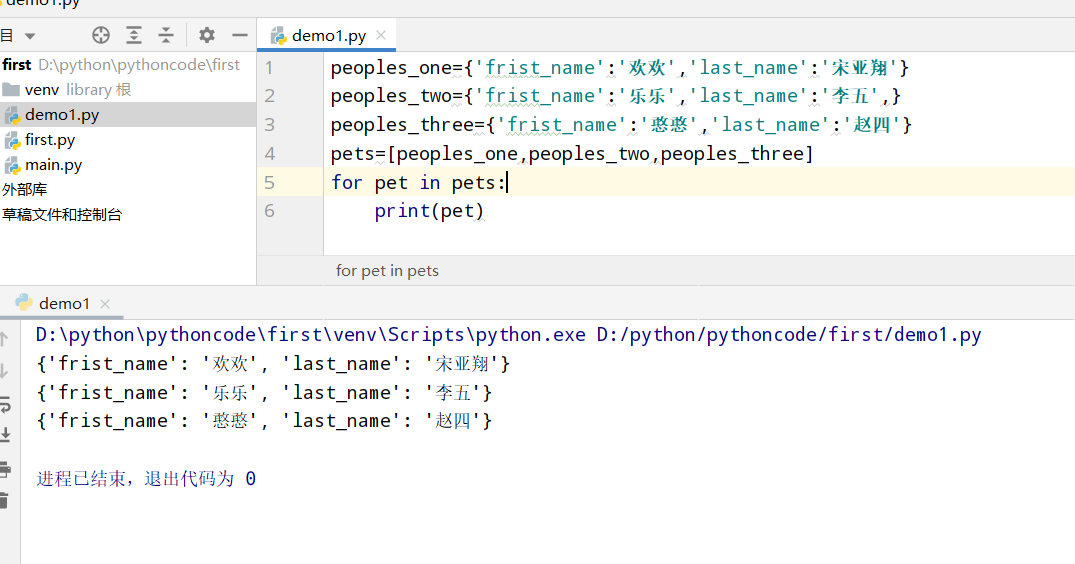 demo1.py
目
demo1.py
first D:\python\pythoncode\first
venv library 根
demo1.py
first.py
main.py
外部库
草稿文件和控制台
1 peoples_one={'frist_name':'欢欢','last_name':'宋亚翔'}
2 peoples_two={'frist_name':'乐乐','last_name':'李五',}
3 peoples_three={'frist_name':'憨憨','last_name':'赵四'}
4 pets=[peoples_one,peoples_two,peoples_three]
5 for pet in pets:
6 print(pet)
for pet in pets
demo1
D:\python\pythoncode\first\venv\Scripts\python.exe D:/python/pythoncode/first/demo1.py
{'frist_name': '欢欢', 'last_name': '宋亚翔'}
{'frist_name': '乐乐', 'last_name': '李五'}
{'frist_name': '憨憨', 'last_name': '赵四'}
进程已结束，退出代码为 0